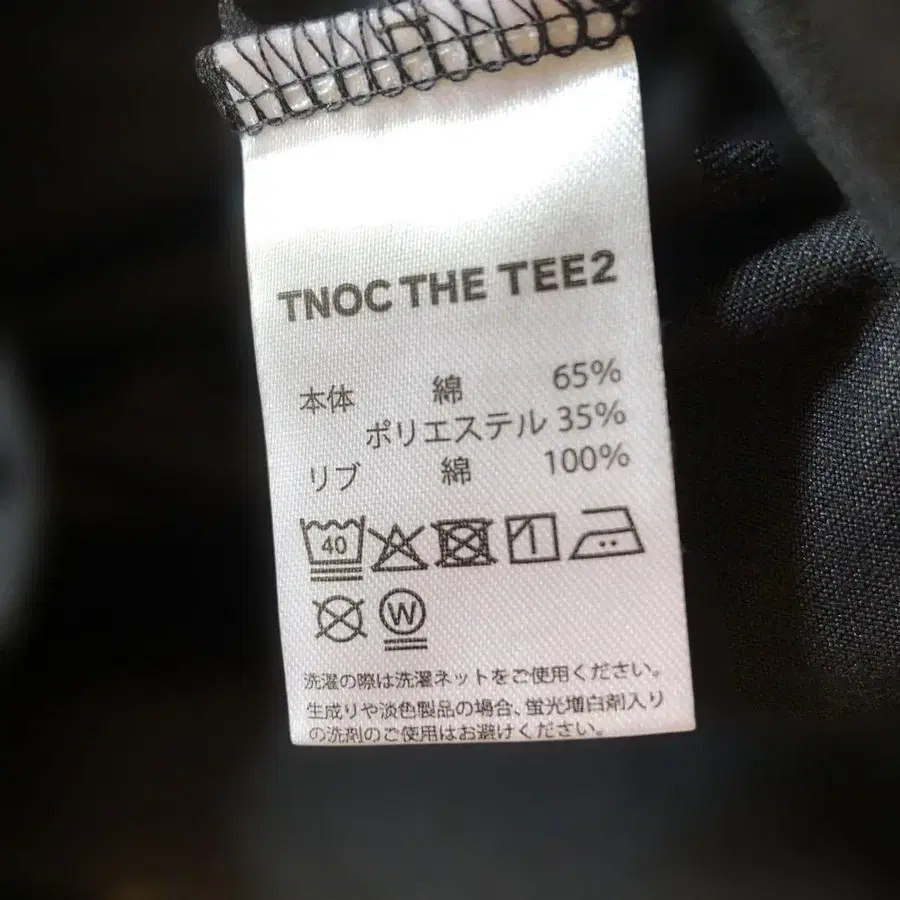 TNOC THE TEE2
本体 綿 65%
ポリエステル 35%
リブ 綿 100%
40
W
洗濯の際は洗濯ネットをご使用ください。
生成りや淡色製品の場合、蛍光増白剤入り
の洗剤のご使用はお避けください。